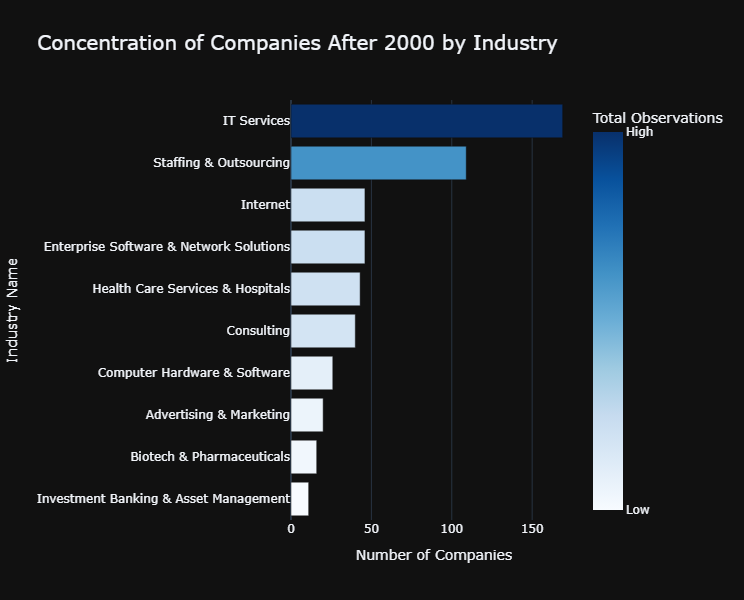 Concentration of Companies After 2000 by Industry
Total Observations
High
Low
Industry Name
IT Services
Staffing & Outsourcing
Internet
Enterprise Software & Network Solutions
Health Care Services & Hospitals
Consulting
Computer Hardware & Software
Advertising & Marketing
Biotech & Pharmaceuticals
Investment Banking & Asset Management
0 50 100 150
Number of Companies